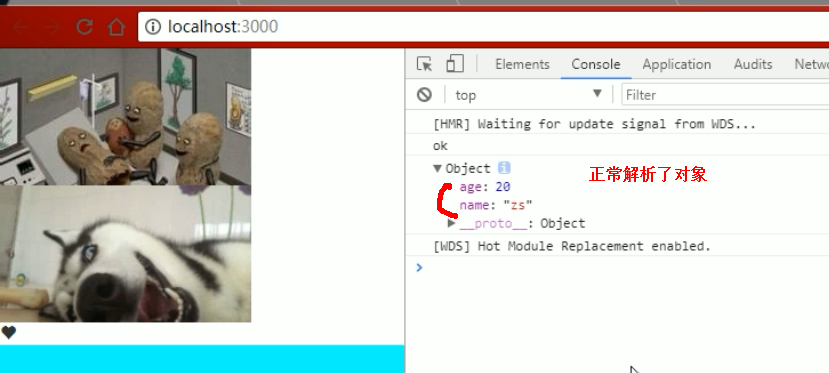 localhost:3000
Elements Console Application Audits Netw
top Filter
[HMR] Waiting for update signal from WDS...
ok
Object i
正常解析了对象
age: 20
name: "zs"
__proto__: Object
[WDS] Hot Module Replacement enabled.